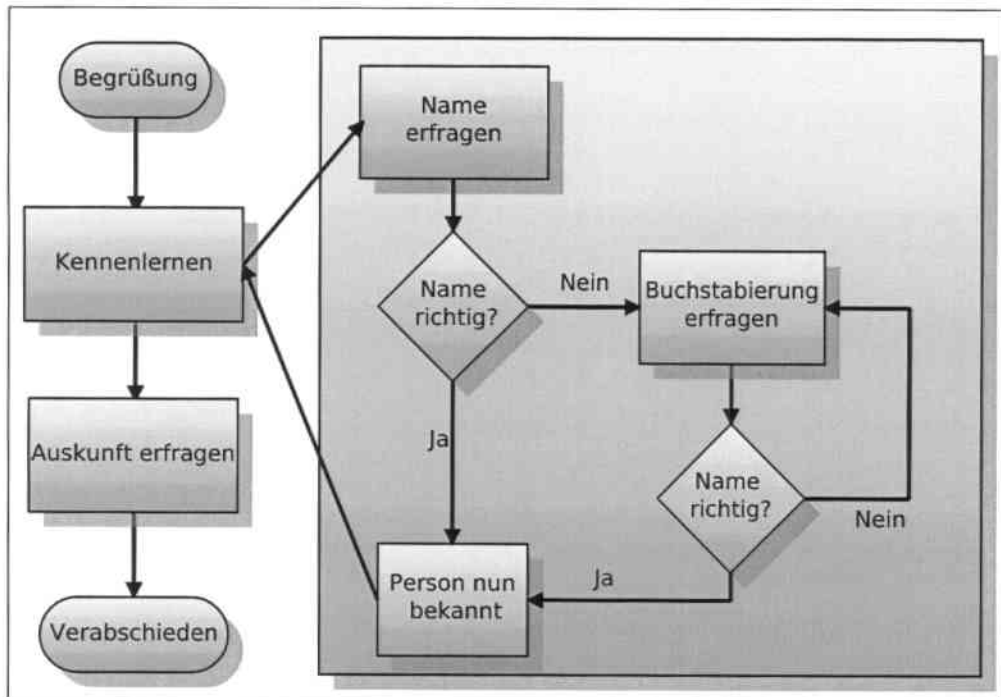 Begrüßung
Kennenlernen
Auskunft erfragen
Verabschieden
Name
erfragen
Name
richtig?
Nein
Buchstabierung
erfragen
Ja
Name
richtig?
Nein
Ja
Person nun
bekannt